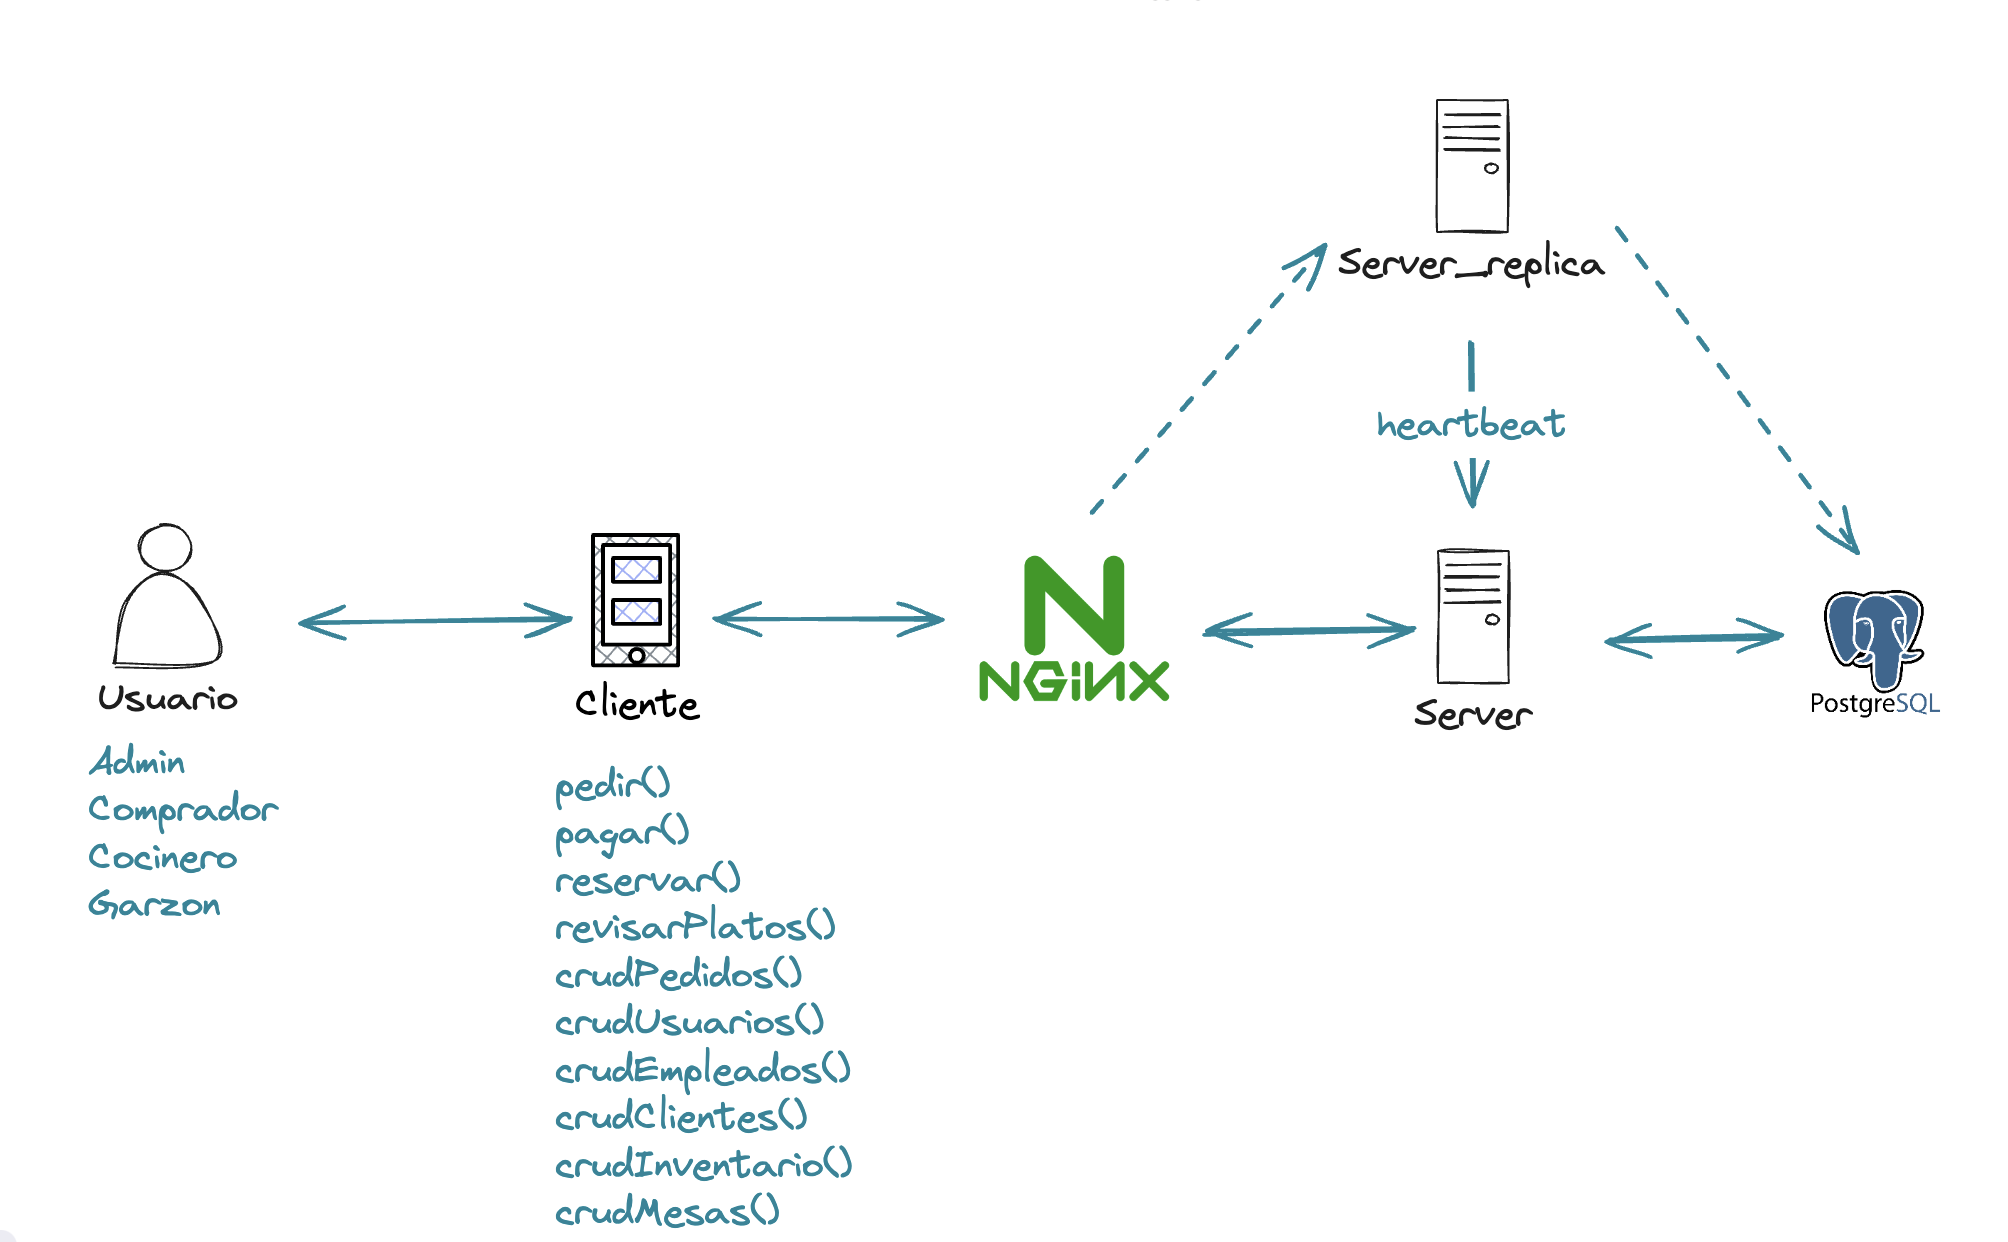 Server_replica
heartbeat
Usuario
Admin
Comprador
Cocinero
Garzon
Cliente
pedir()
pagar()
reservar()
revisarPlatos()
crudPedidos()
crudUsuarios()
crudEmpleados()
crudClientes()
crudInventario()
crudMesas()
N
NGiNX
Server
PostgreSQL